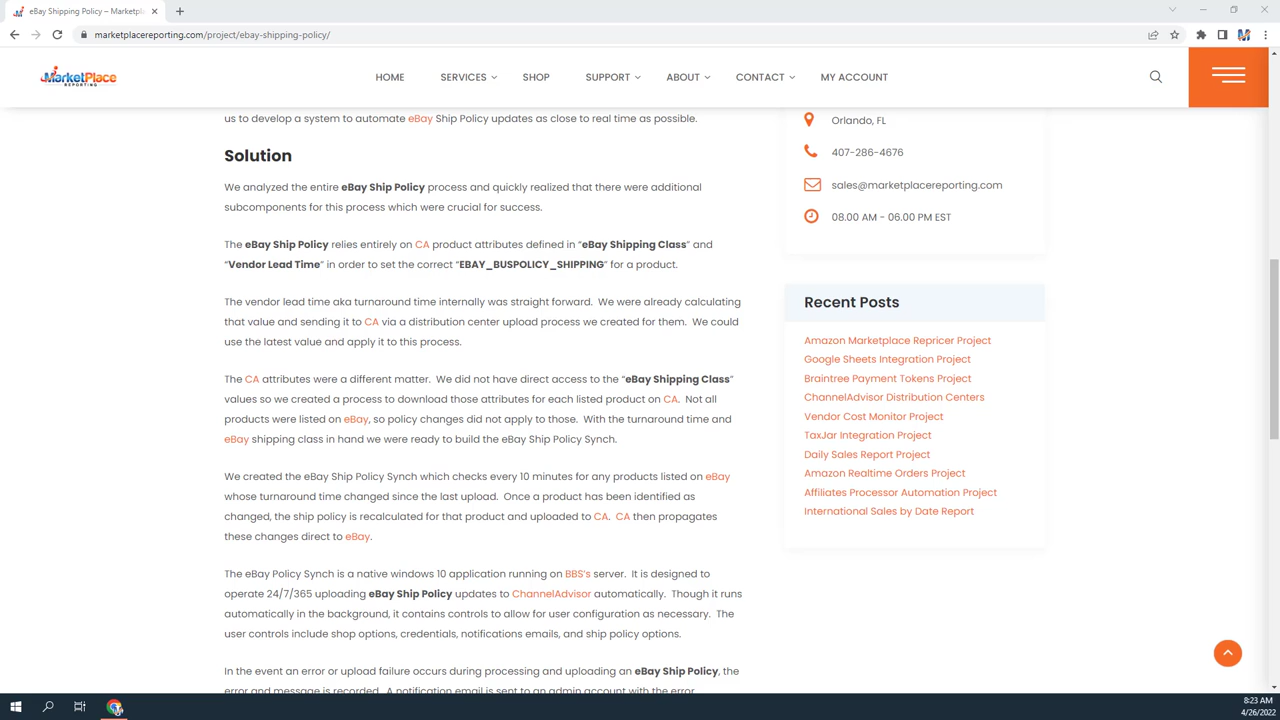 eBay Shipping Policy – Marketpla
marketplacereporting.com/project/ebay-shipping-policy/
MarketPlace
REPORTING
HOME SERVICES SHOP SUPPORT ABOUT CONTACT MY ACCOUNT
us to develop a system to automate eBay Ship Policy updates as close to real time as possible.
Solution
We analyzed the entire eBay Ship Policy process and quickly realized that there were additional
subcomponents for this process which were crucial for success.
The eBay Ship Policy relies entirely on CA product attributes defined in “eBay Shipping Class” and
“Vendor Lead Time” in order to set the correct “EBAY_BUSPOLICY_SHIPPING” for a product.
The vendor lead time aka turnaround time internally was straight forward.  We were already calculating
that value and sending it to CA via a distribution center upload process we created for them.  We could
use the latest value and apply it to this process.
The CA attributes were a different matter.  We did not have direct access to the “eBay Shipping Class”
values so we created a process to download those attributes for each listed product on CA.  Not all
products were listed on eBay, so policy changes did not apply to those.  With the turnaround time and
eBay shipping class in hand we were ready to build the eBay Ship Policy Synch.
We created the eBay Ship Policy Synch which checks every 10 minutes for any products listed on eBay
whose turnaround time changed since the last upload.  Once a product has been identified as
changed, the ship policy is recalculated for that product and uploaded to CA.  CA then propagates
these changes direct to eBay.
The eBay Policy Synch is a native windows 10 application running on BBS’s server.  It is designed to
operate 24/7/365 uploading eBay Ship Policy updates to ChannelAdvisor automatically.  Though it runs
automatically in the background, it contains controls to allow for user configuration as necessary.  The
user controls include shop options, credentials, notifications emails, and ship policy options.
In the event an error or upload failure occurs during processing and uploading an eBay Ship Policy, the
error and message is recorded.  A notification email is sent to an admin account with the error
Orlando, FL
407-286-4676
sales@marketplacereporting.com
08.00 AM - 06.00 PM EST
Recent Posts
Amazon Marketplace Repricer Project
Google Sheets Integration Project
Braintree Payment Tokens Project
ChannelAdvisor Distribution Centers
Vendor Cost Monitor Project
TaxJar Integration Project
Daily Sales Report Project
Amazon Realtime Orders Project
Affiliates Processor Automation Project
International Sales by Date Report
8:23 AM
4/26/2022